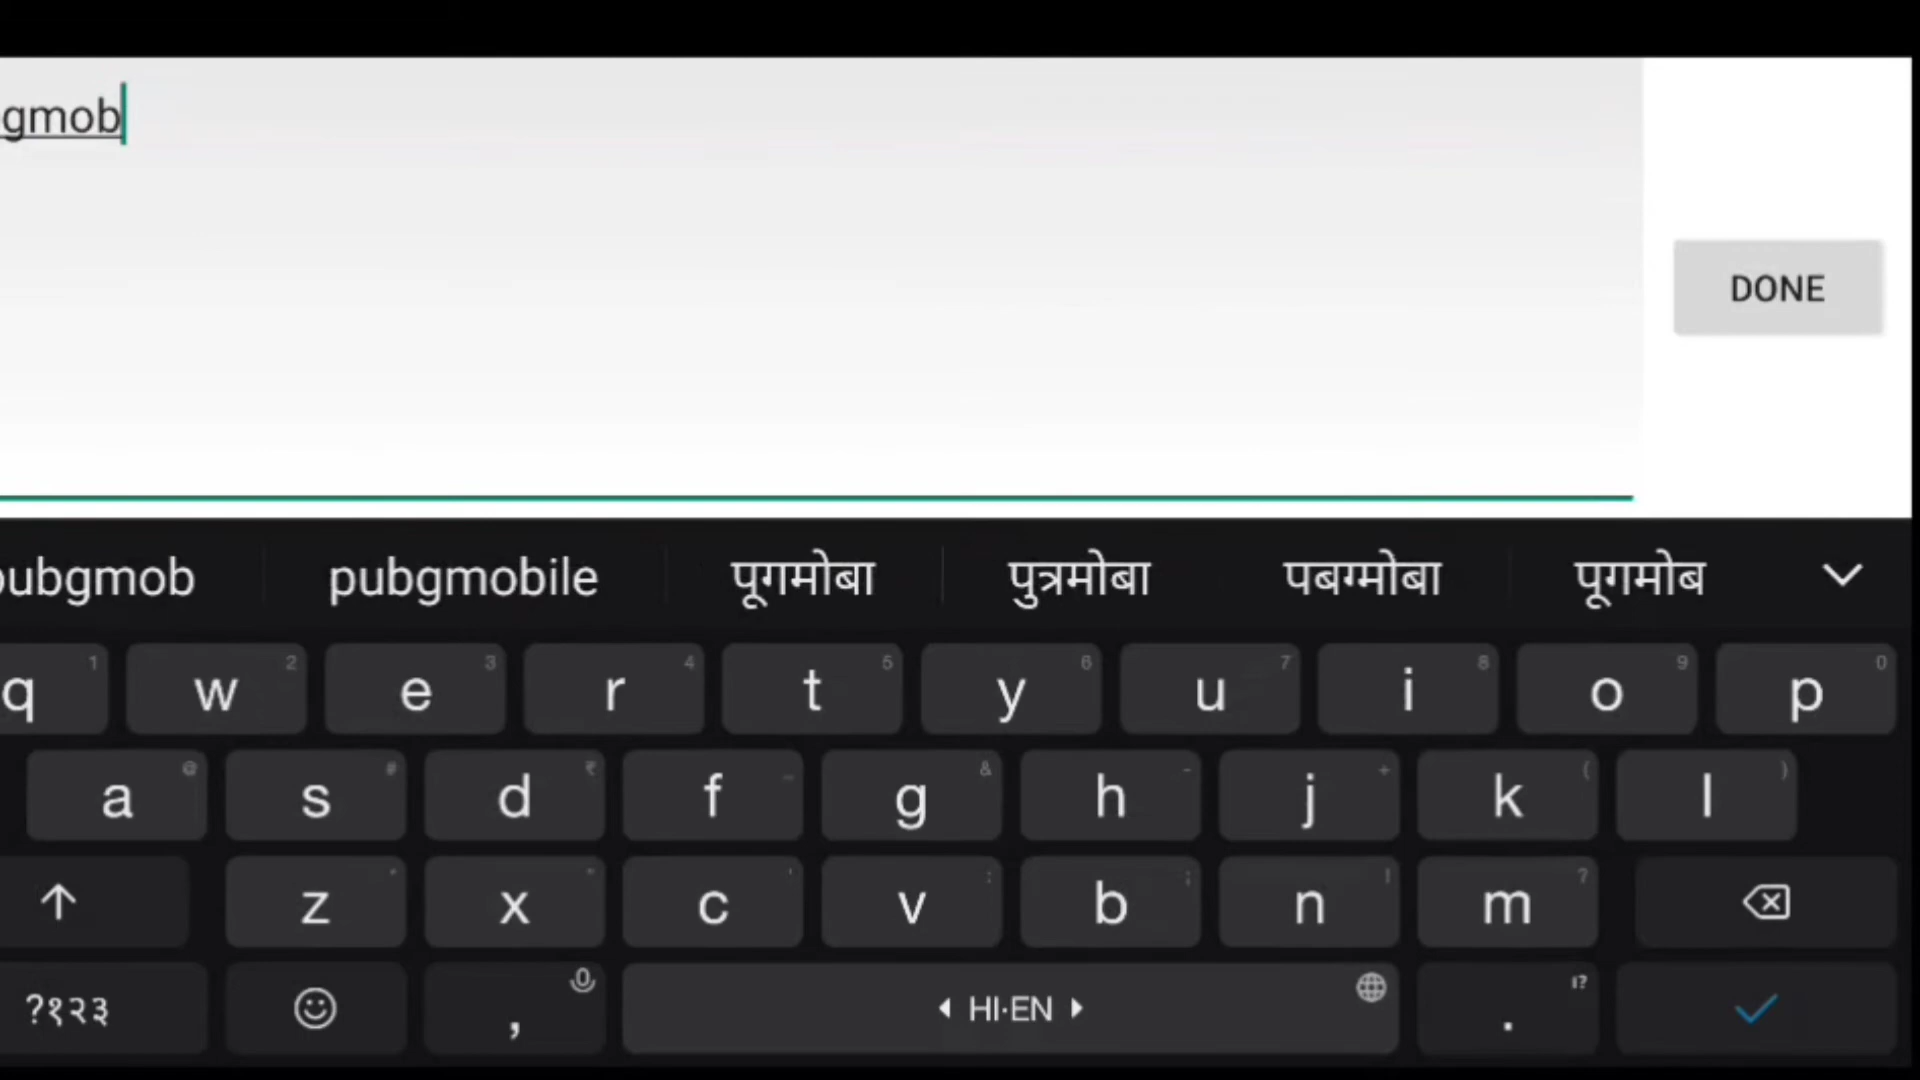 gmob
DONE
pubgmob pubgmobile पूगमोबा पुत्रमोबा पबग्मोबा पूगमोब
q 1 w 2 e 3 r 4 t 5 y 6 u 7 i 8 o 9 p 0
a @ s # d ₹ f _ g & h - j + k ( l )
z * x " c ' v : b ; n ! m ?
?१२३ , HI·EN . !?